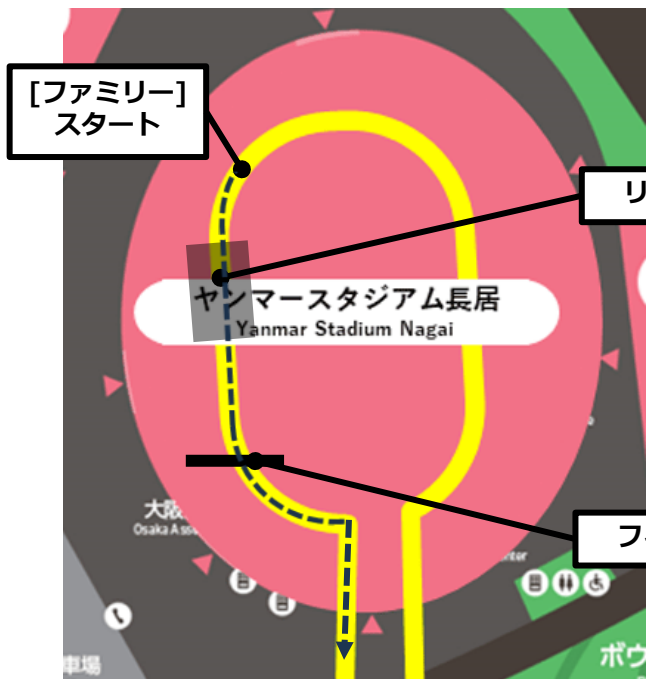 [ファミリー]
スタート
リ
ヤンマースタジアム長居
Yanmar Stadium Nagai
大阪
Osaka Ass
フ
nter
車場
ボウ